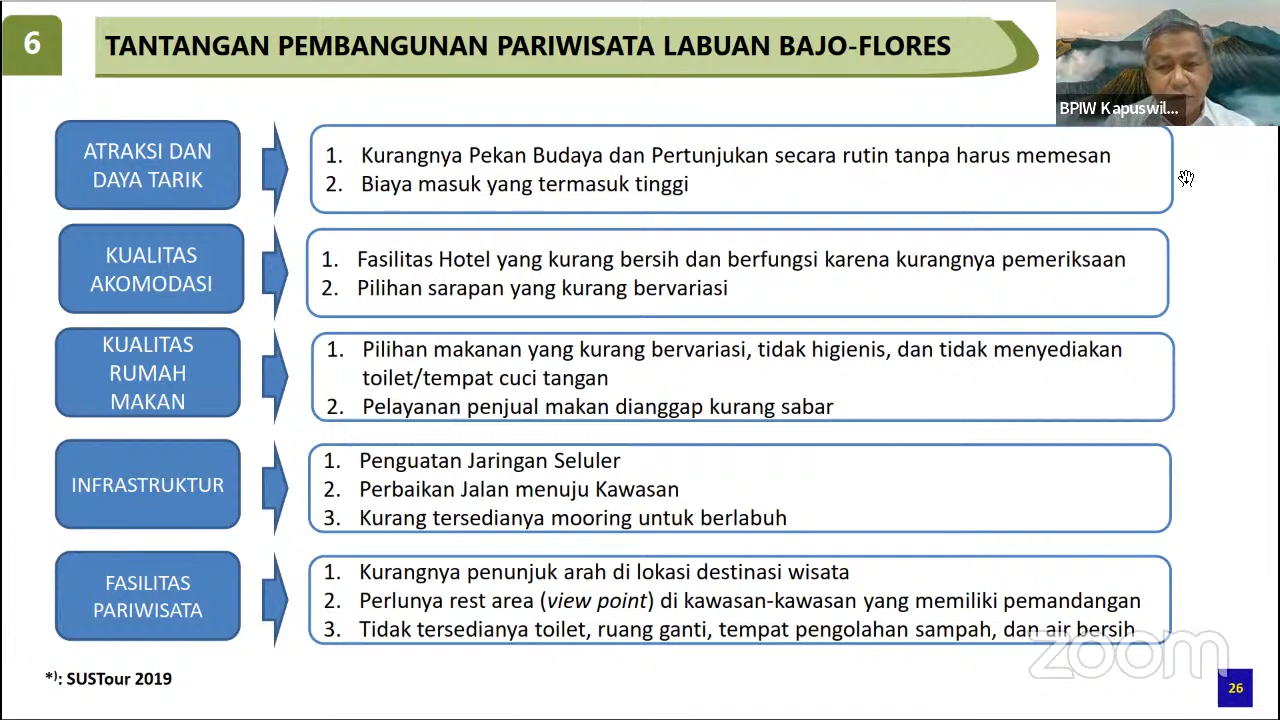 6
TANTANGAN PEMBANGUNAN PARIWISATA LABUAN BAJO-FLORES
BPIW Kapuswil...
ATRAKSI DAN
DAYA TARIK
1. Kurangnya Pekan Budaya dan Pertunjukan secara rutin tanpa harus memesan
2. Biaya masuk yang termasuk tinggi
KUALITAS
AKOMODASI
1. Fasilitas Hotel yang kurang bersih dan berfungsi karena kurangnya pemeriksaan
2. Pilihan sarapan yang kurang bervariasi
KUALITAS
RUMAH
MAKAN
1. Pilihan makanan yang kurang bervariasi, tidak higienis, dan tidak menyediakan
toilet/tempat cuci tangan
2. Pelayanan penjual makan dianggap kurang sabar
INFRASTRUKTUR
1. Penguatan Jaringan Seluler
2. Perbaikan Jalan menuju Kawasan
3. Kurang tersedianya mooring untuk berlabuh
FASILITAS
PARIWISATA
1. Kurangnya penunjuk arah di lokasi destinasi wisata
2. Perlunya rest area (view point) di kawasan-kawasan yang memiliki pemandangan
3. Tidak tersedianya toilet, ruang ganti, tempat pengolahan sampah, dan air bersih
zoom
*⁾: SUSTour 2019
26